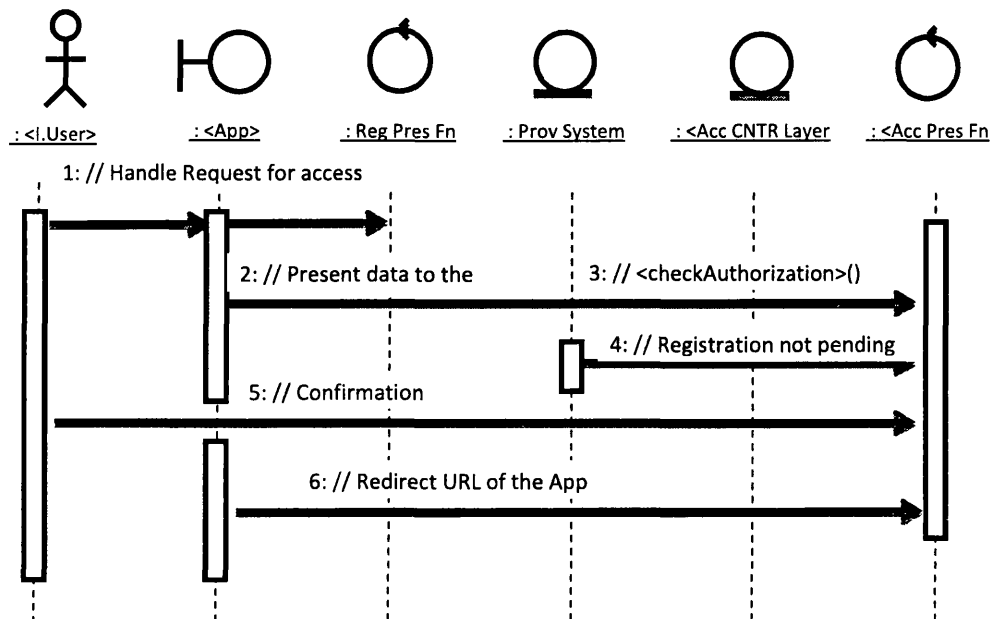 : <I.User>
: <App>
: Reg Pres Fn
: Prov System
: <Acc CNTR Layer
: <Acc Pres Fn
1: // Handle Request for access
2: // Present data to the
3: // <checkAuthorization>()
4: // Registration not pending
5: // Confirmation
6: // Redirect URL of the App